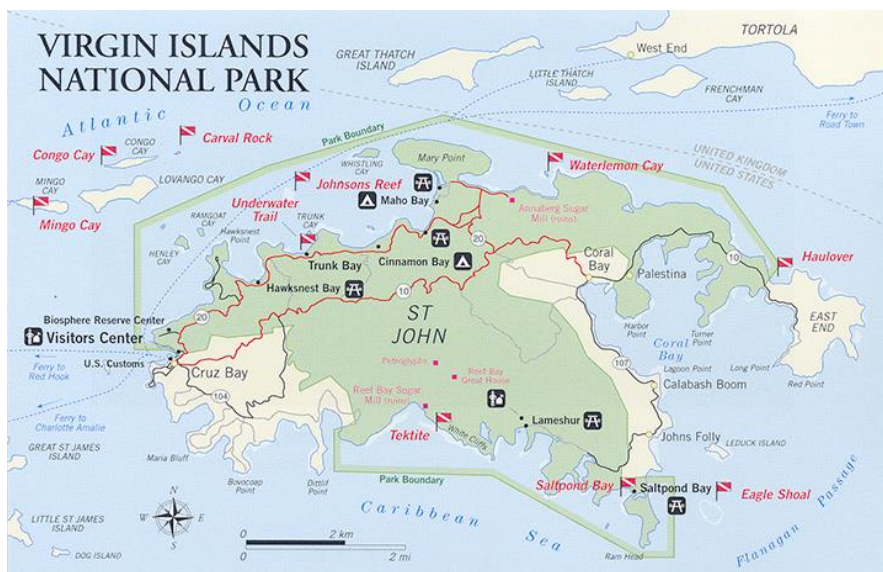 VIRGIN ISLANDS
NATIONAL PARK
TORTOLA
West End
GREAT THATCH
ISLAND
LITTLE THATCH
ISLAND
FRENCHMAN
CAY
Ferry to
Road Town
Atlantic Ocean
Park Boundary
UNITED KINGDOM
UNITED STATES
Carval Rock
Congo Cay
CONGO
CAY
MINGO
CAY
LOVANGO CAY
Mingo Cay
WHISTLING
CAY
Mary Point
Johnsons Reef
Waterlemon Cay
Maho Bay
Annaberg Sugar
Mill (ruins)
Underwater
Trail
TRUNK
CAY
RAMGOAT
CAY
Hawksnest
Point
HENLEY
CAY
Trunk Bay
Cinnamon Bay
20
Hawksnest Bay
10
Coral
Bay
Palestina
10
Haulover
EAST
END
ST
JOHN
Biosphere Reserve Center
20
Visitors Center
U.S. Customs
Cruz Bay
Ferry to
Red Hook
Harbor
Point
Turner
Point
Coral
Bay
Lagoon Point
Long Point
Red Point
107
Calabash Boom
Petroglyphs
Reef Bay
Great House
Reef Bay Sugar
Mill (ruins)
104
Ferry to
Charlotte Amalie
Lameshur
Tektite
White Cliffs
Johns Folly
LEDUCK ISLAND
GREAT ST JAMES
ISLAND
Maria Bluff
Bovocoap
Point
Dittlif
Point
Park Boundary
Saltpond Bay
Saltpond Bay
Eagle Shoal
Caribbean Sea
Flanagan Passage
Ram Head
N
W
E
S
LITTLE ST JAMES
ISLAND
DOG ISLAND
0
2 km
0
2 mi